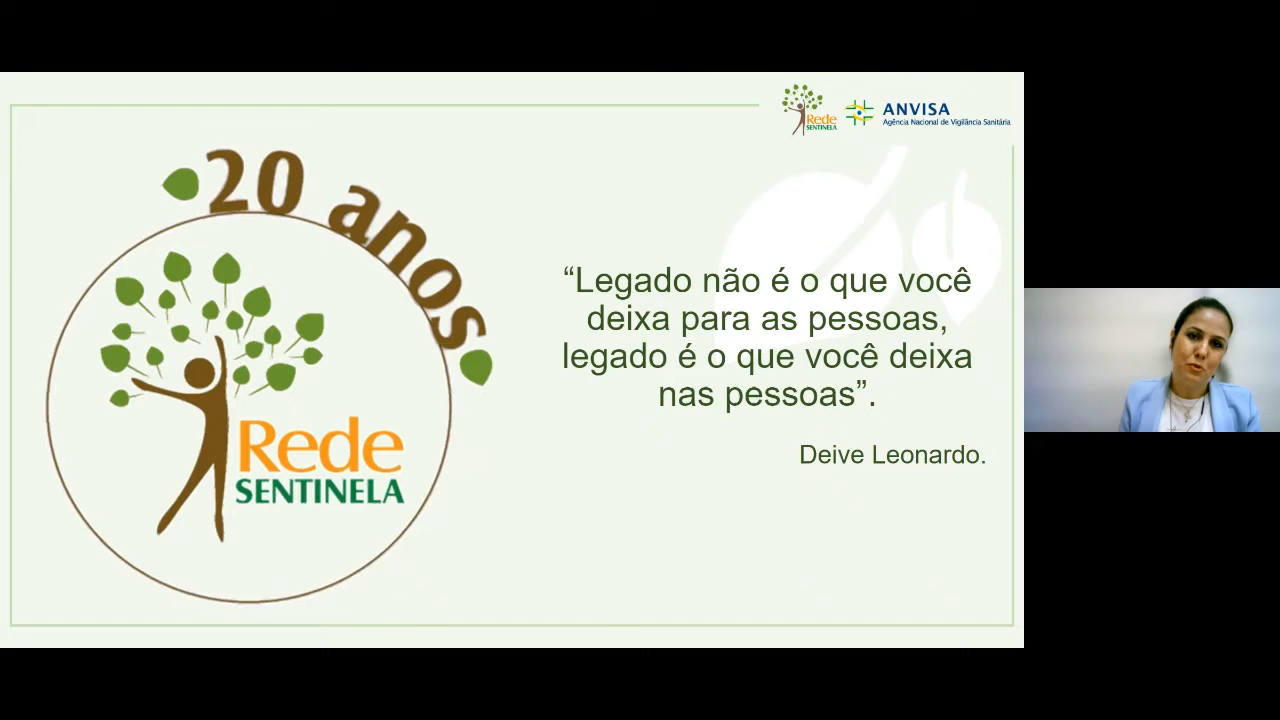 Rede
SENTINELA
ANVISA
Agência Nacional de Vigilância Sanitária
20 anos
Rede
SENTINELA
“Legado não é o que você
deixa para as pessoas,
legado é o que você deixa
nas pessoas”.
Deive Leonardo.